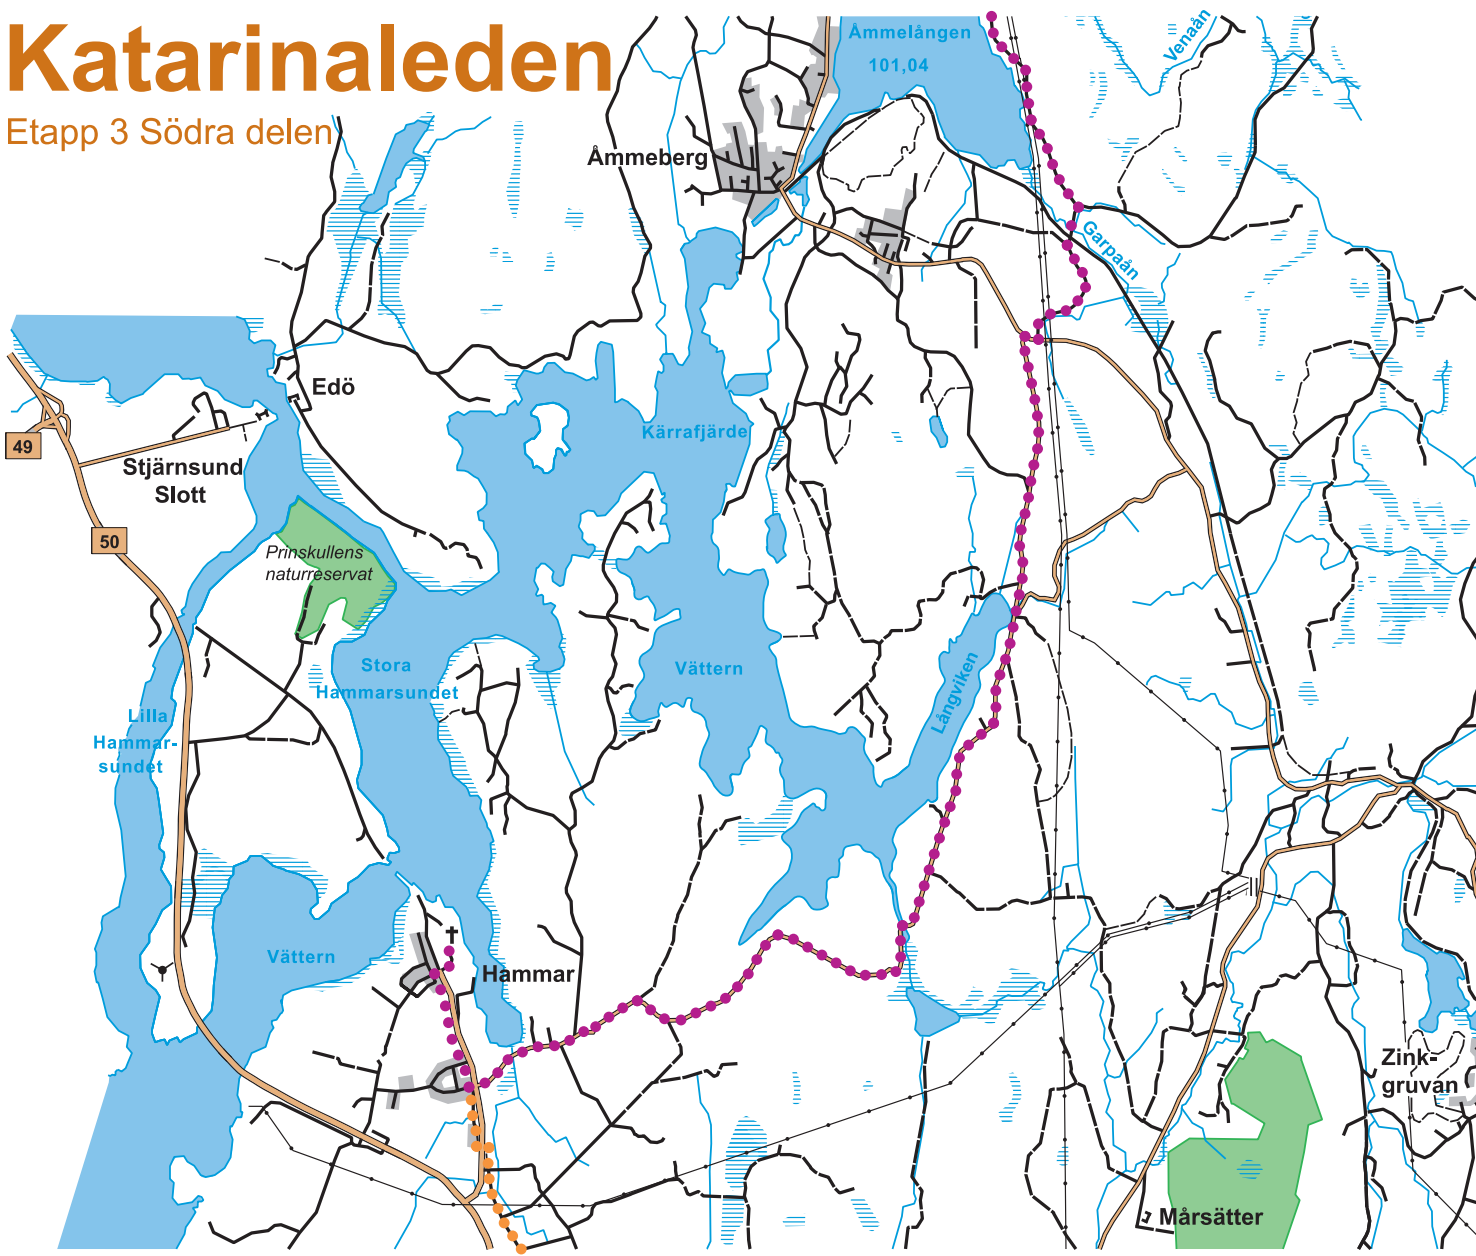 Katarinaleden
Etapp 3 Södra delen
Åmmelången
101,04
Venaån
Åmmeberg
Garpaån
Edö
49
Stjärnsund
Slott
Kärrafjärde
50
Prinskullens
naturreservat
Stora
Hammarsundet
Vättern
Långviken
Lilla
Hammar-
sundet
Vättern
Hammar
Zink-
gruvan
Mårsätter